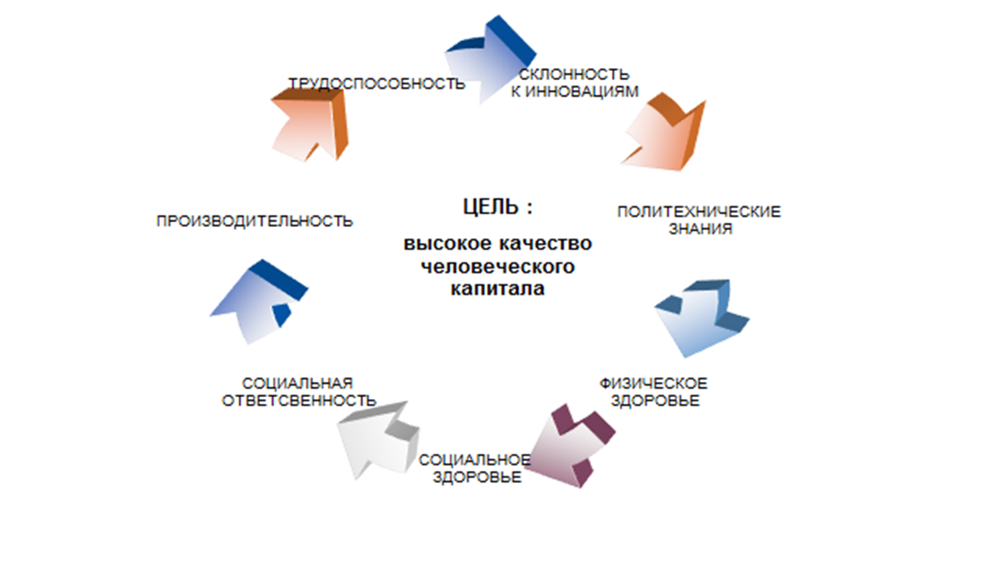 ТРУДОСПОСОБНОСТЬ
СКЛОННОСТЬ
К ИННОВАЦИЯМ
ПРОИЗВОДИТЕЛЬНОСТЬ
ЦЕЛЬ :
высокое качество
человеческого
капитала
ПОЛИТЕХНИЧЕСКИЕ
ЗНАНИЯ
СОЦИАЛЬНАЯ
ОТВЕТСВЕННОСТЬ
ФИЗИЧЕСКОЕ
ЗДОРОВЬЕ
СОЦИАЛЬНОЕ
ЗДОРОВЬЕ